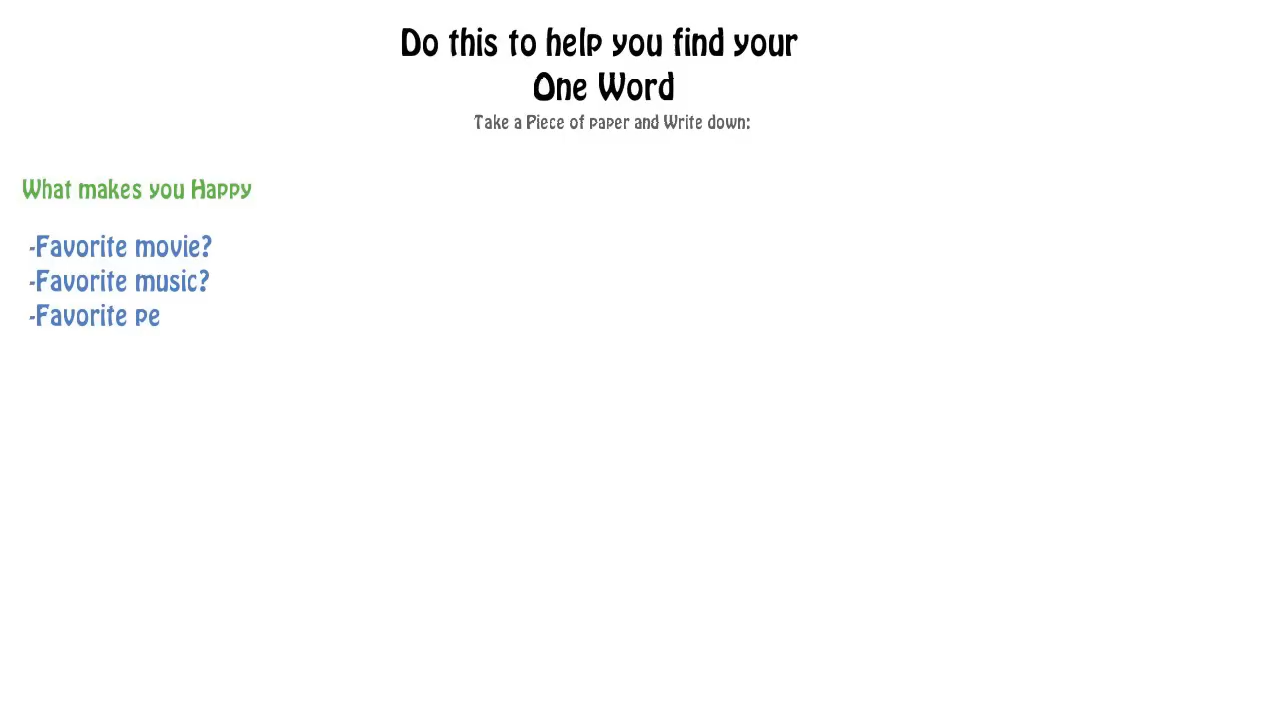 Do this to help you find your
One Word
Take a Piece of paper and Write down:
What makes you Happy
-Favorite movie?
-Favorite music?
-Favorite pe